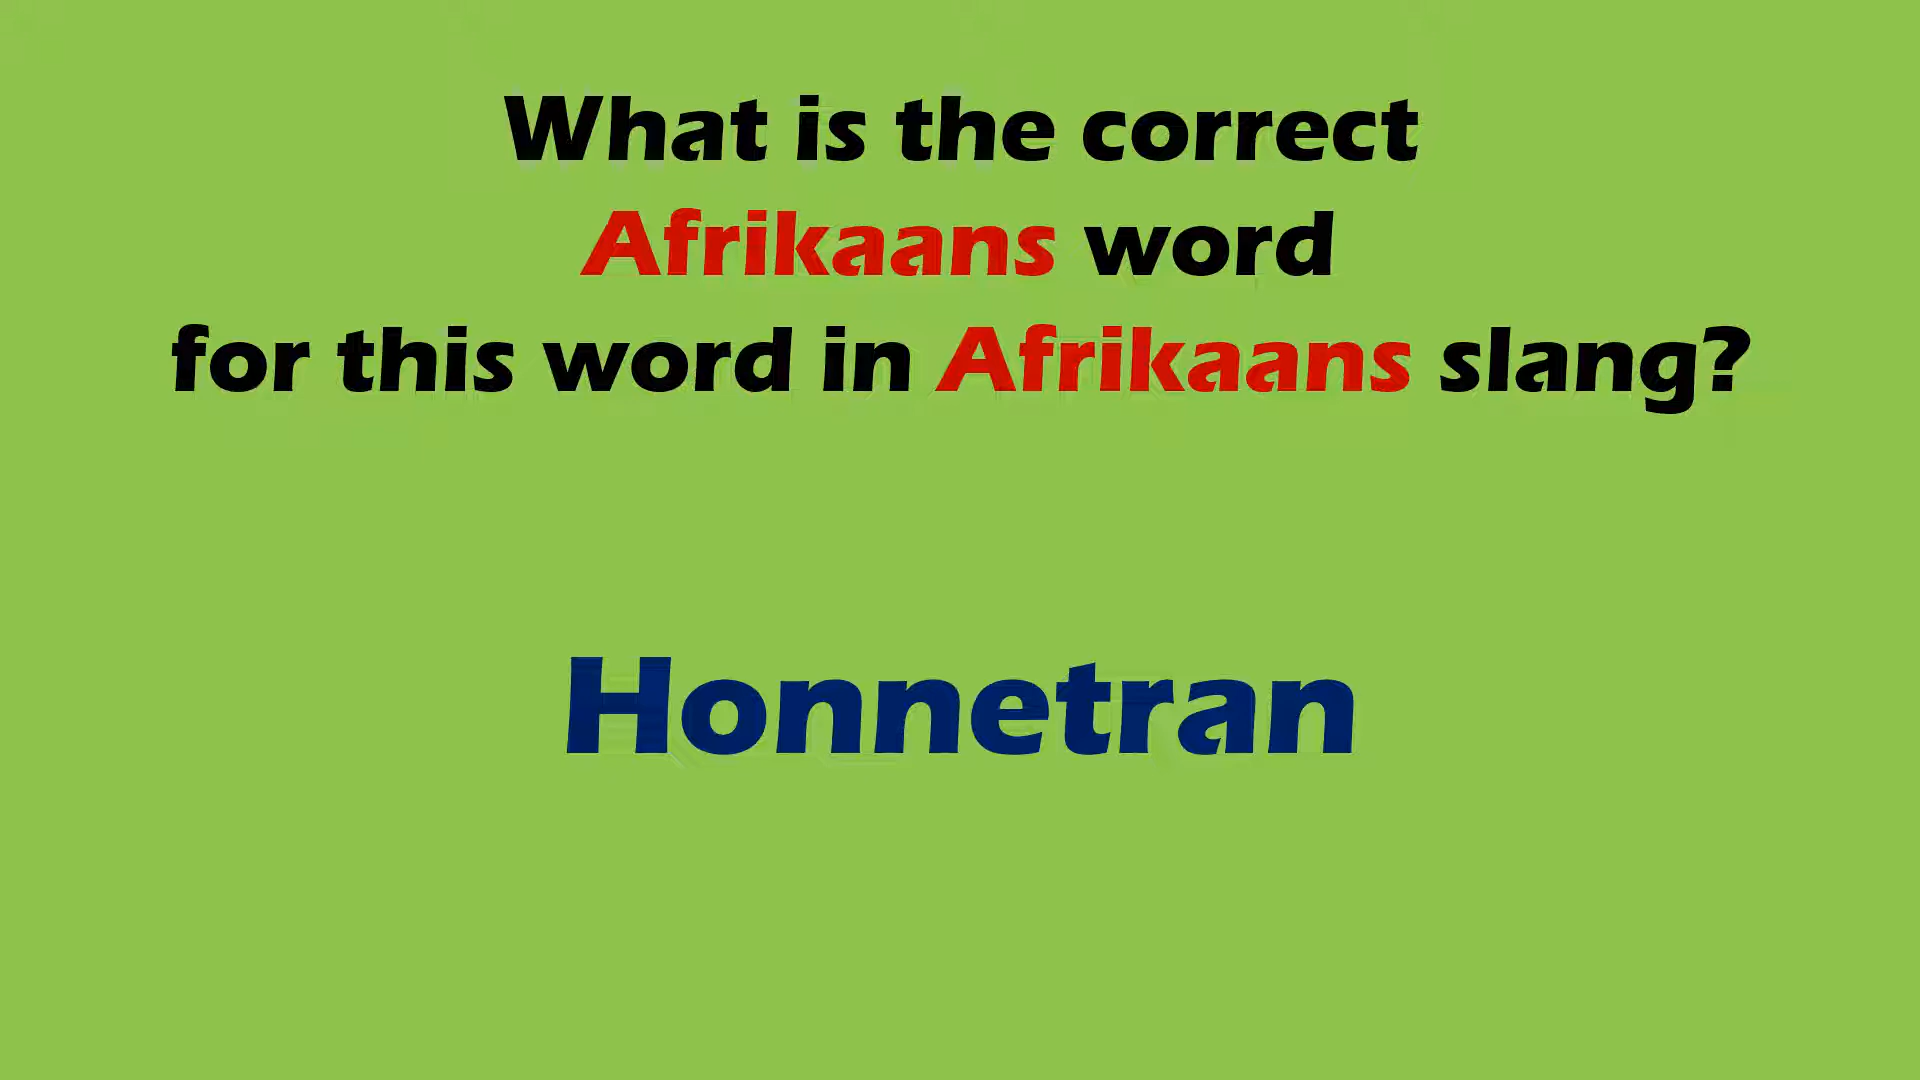 What is the correct
Afrikaans word
for this word in Afrikaans slang?
Honnetran